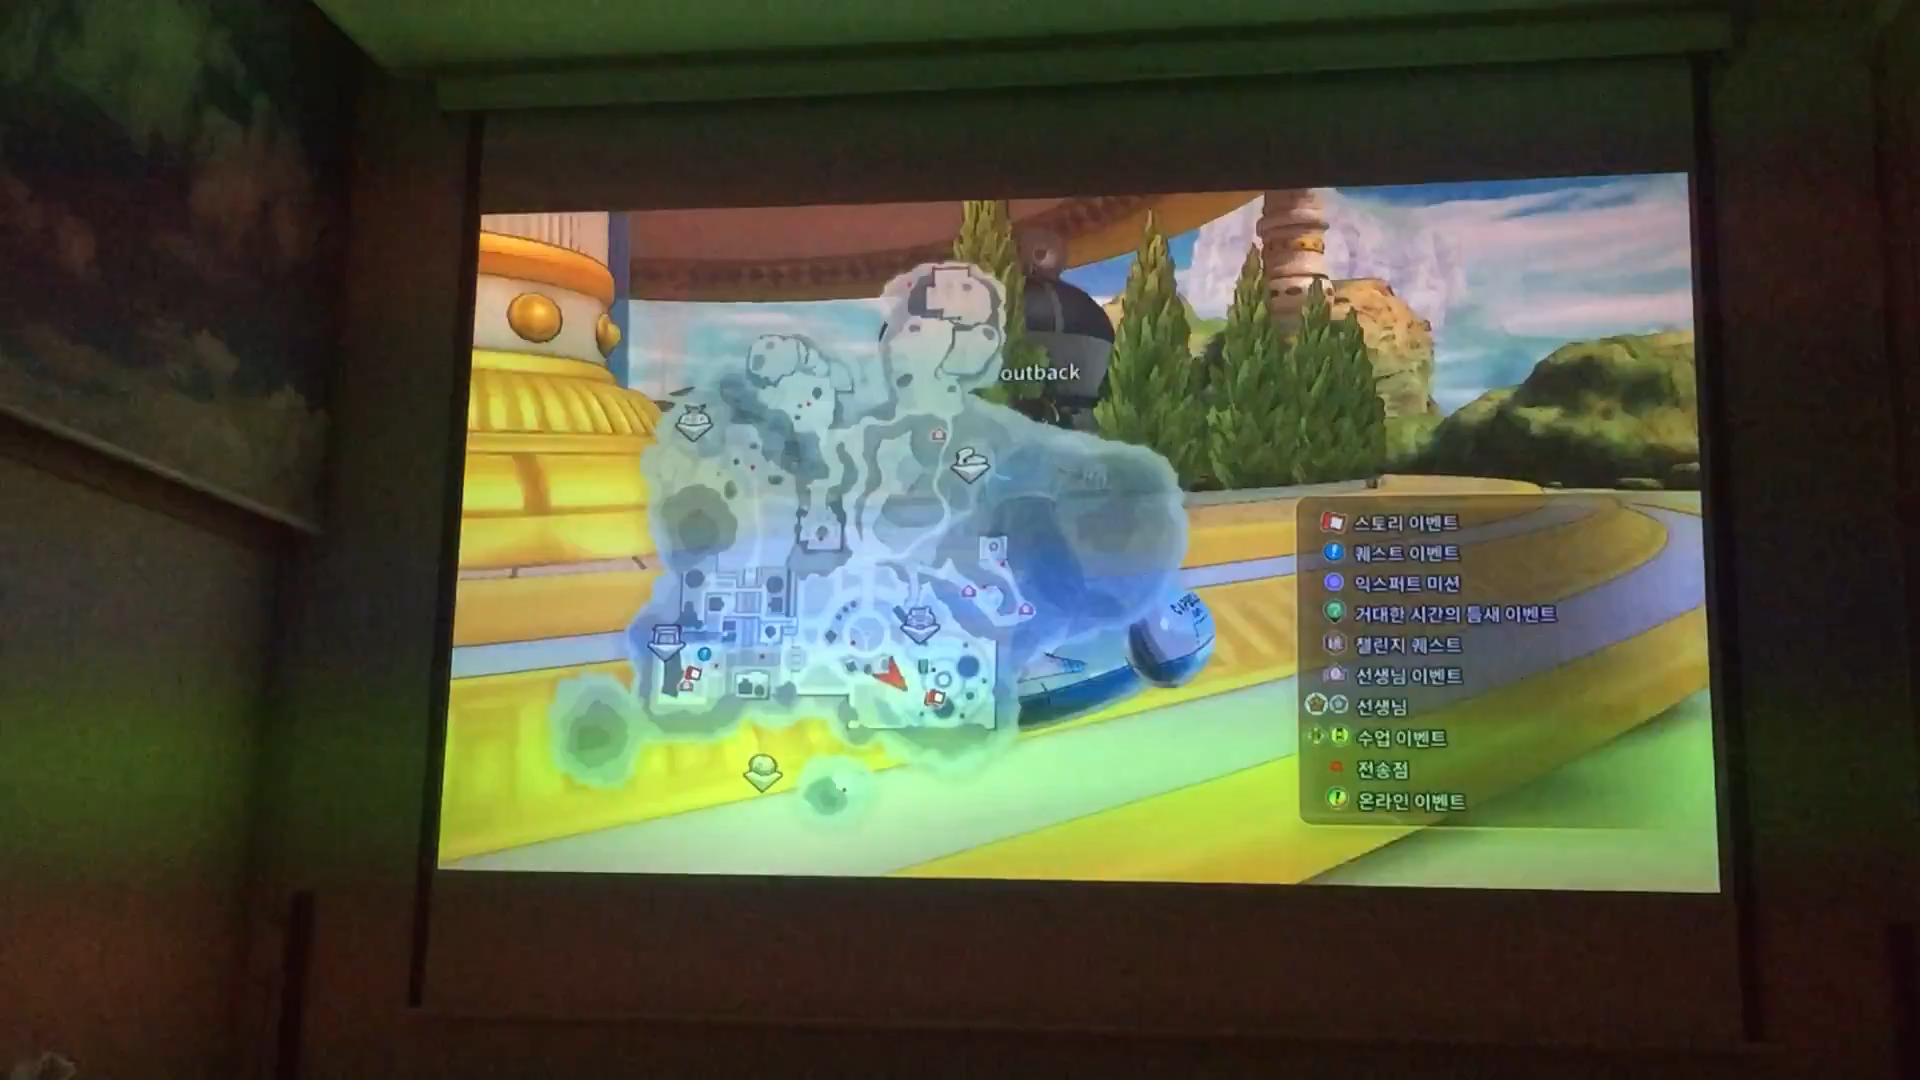 outback
스토리 이벤트
퀘스트 이벤트
익스퍼트 미션
거대한 시간의 틈새 이벤트
챌린지 퀘스트
선생님 이벤트
선생님
수업 이벤트
전송점
온라인 이벤트